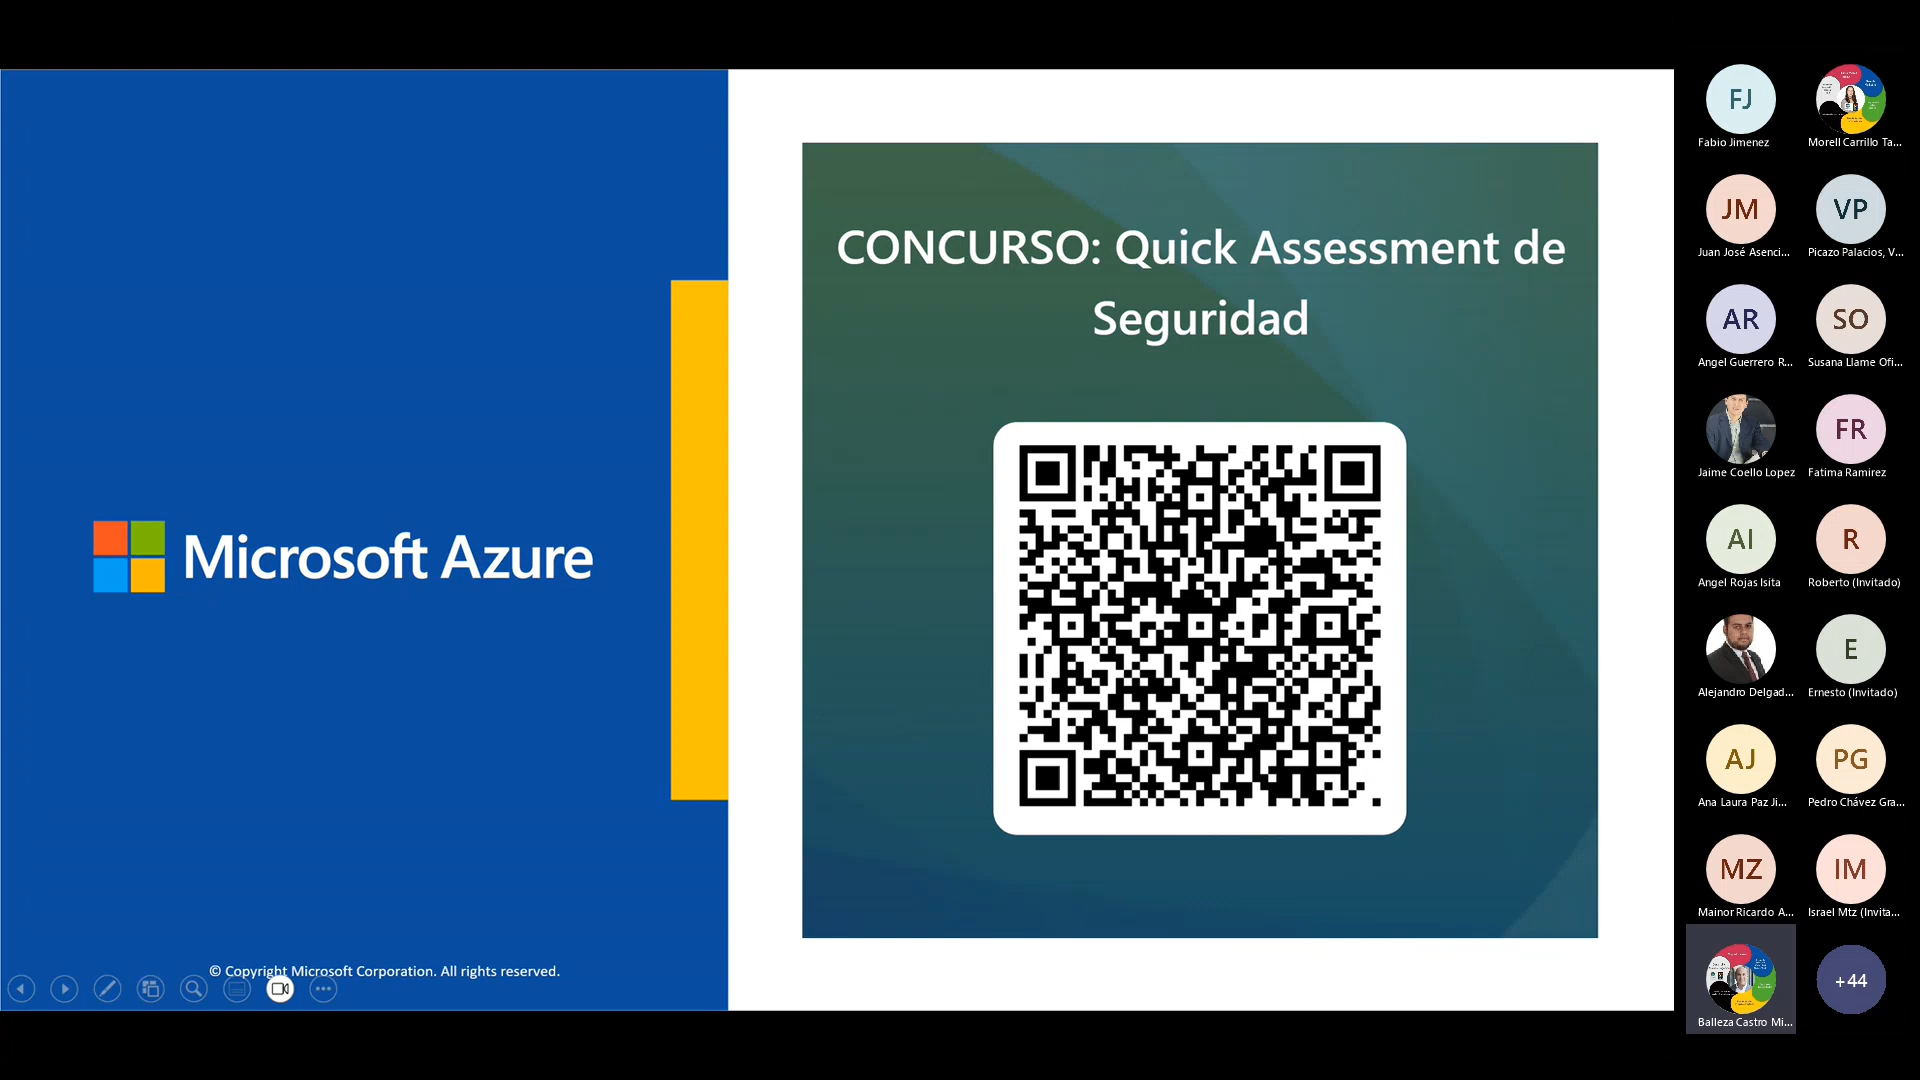 Microsoft Azure
© Copyright Microsoft Corporation. All rights reserved.
CONCURSO: Quick Assessment de
Seguridad
FJ
Fabio Jimenez
Morell Carrillo Ta...
JM
Juan José Asenci...
VP
Picazo Palacios, V...
AR
Angel Guerrero R...
SO
Susana Llame Ofi...
Jaime Coello Lopez
FR
Fatima Ramirez
AI
Angel Rojas Isita
R
Roberto (Invitado)
Alejandro Delgad...
E
Ernesto (Invitado)
AJ
Ana Laura Paz Ji...
PG
Pedro Chávez Gra...
MZ
Mainor Ricardo A...
IM
Israel Mtz (Invita...
Balleza Castro Mi...
+44